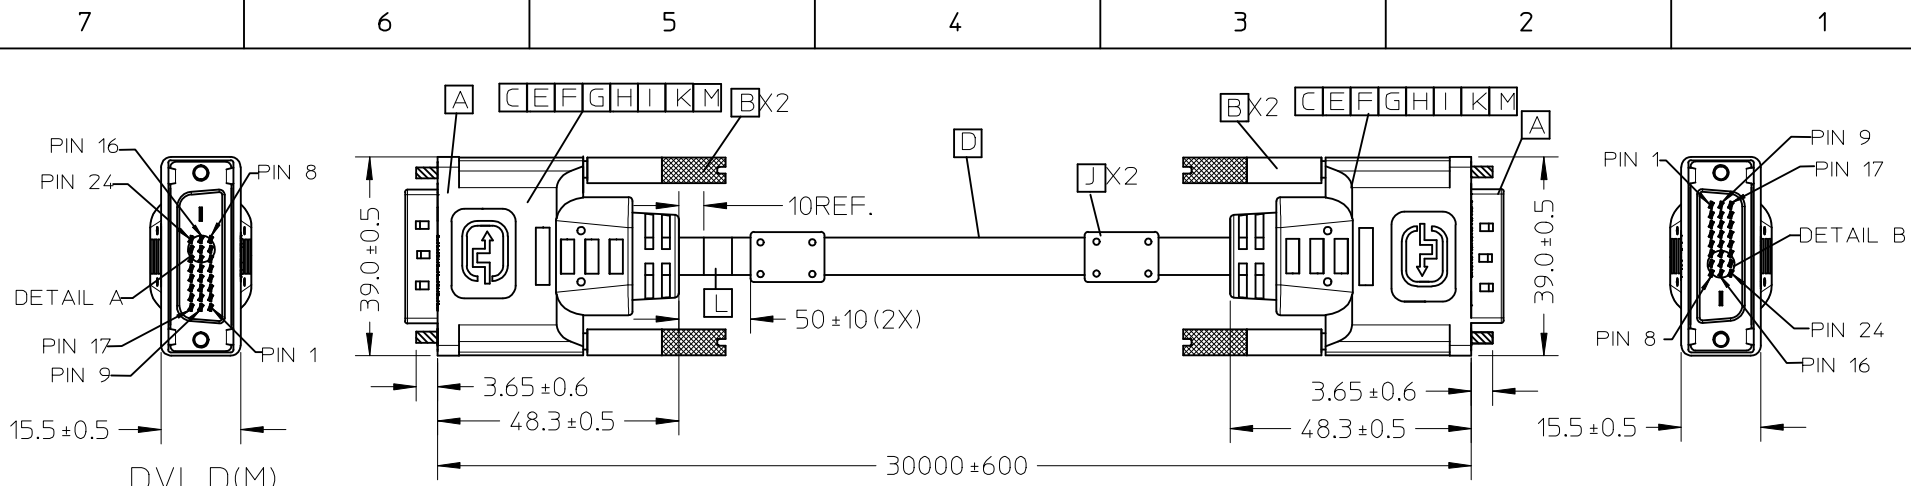 7 6 5 4 3 2 1
A C E F G H I K M B X2 B X2 C E F G H I K M A
D
PIN 16 PIN 8 PIN 1 PIN 9
PIN 24 J X2 PIN 17
10REF.
39.0±0.5 39.0±0.5
DETAIL A DETAIL B
L
50±10(2X)
PIN 17 PIN 1 PIN 8 PIN 24
PIN 9 PIN 16
3.65±0.6 3.65±0.6
15.5±0.5 48.3±0.5 48.3±0.5 15.5±0.5
30000±600
DVI D(M)